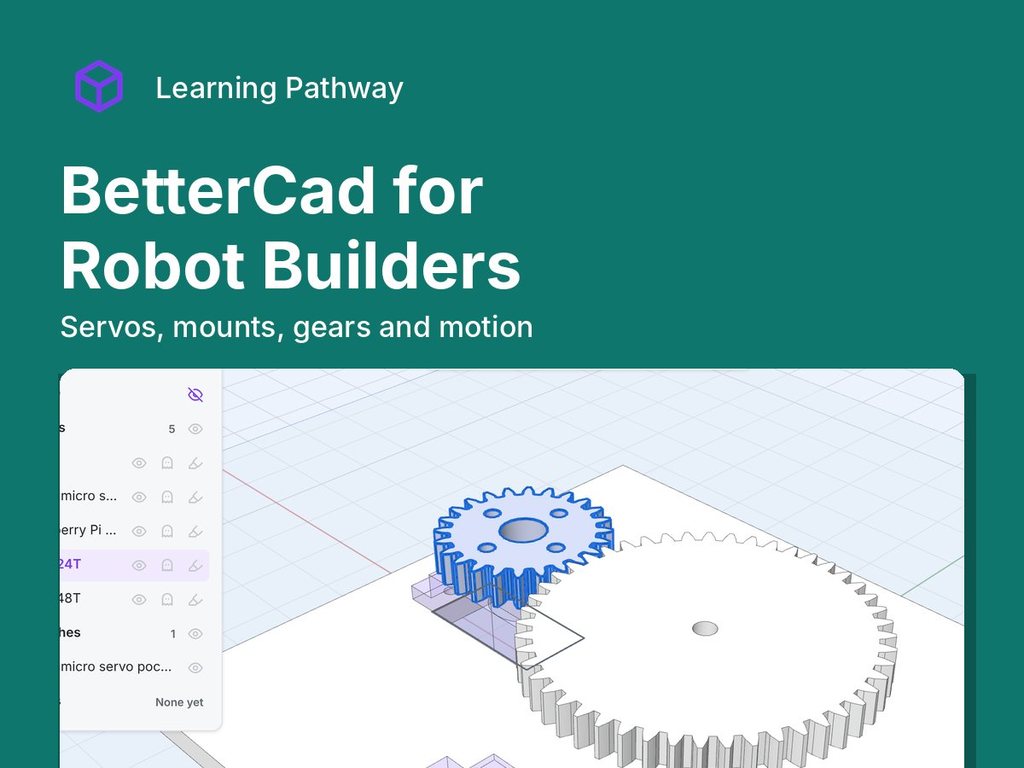 Learning Pathway
BetterCad for
Robot Builders
Servos, mounts, gears and motion
s 5
micro s...
berry Pi ...
24T
48T
hes 1
micro servo poc...
s None yet